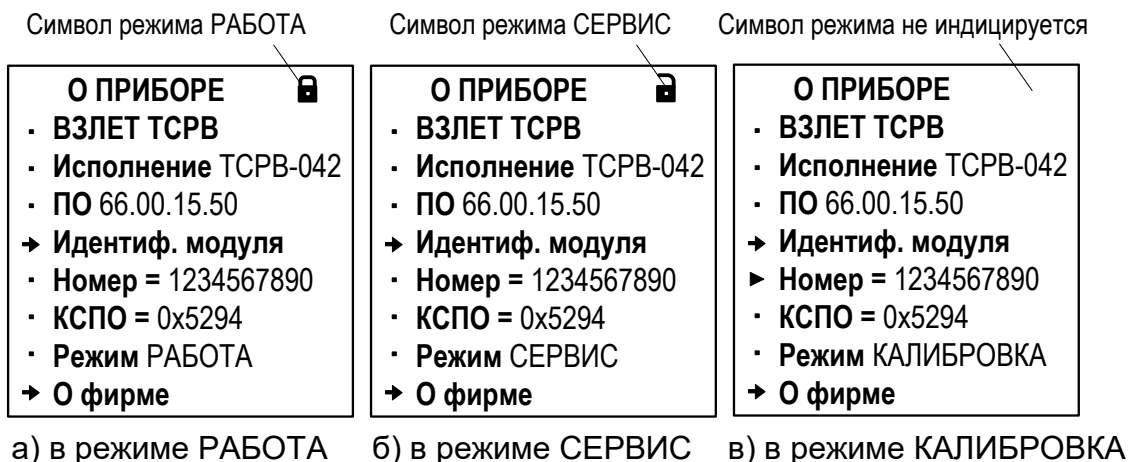 Символ режима РАБОТА
Символ режима СЕРВИС
Символ режима не индицируется
О ПРИБОРЕ
ВЗЛЕТ ТСРВ
Исполнение ТСРВ-042
ПО 66.00.15.50
Идентиф. модуля
Номер = 1234567890
КСПО = 0x5294
Режим РАБОТА
О фирме
О ПРИБОРЕ
ВЗЛЕТ ТСРВ
Исполнение ТСРВ-042
ПО 66.00.15.50
Идентиф. модуля
Номер = 1234567890
КСПО = 0x5294
Режим СЕРВИС
О фирме
О ПРИБОРЕ
ВЗЛЕТ ТСРВ
Исполнение ТСРВ-042
ПО 66.00.15.50
Идентиф. модуля
Номер = 1234567890
КСПО = 0x5294
Режим КАЛИБРОВКА
О фирме
а) в режиме РАБОТА
б) в режиме СЕРВИС
в) в режиме КАЛИБРОВКА